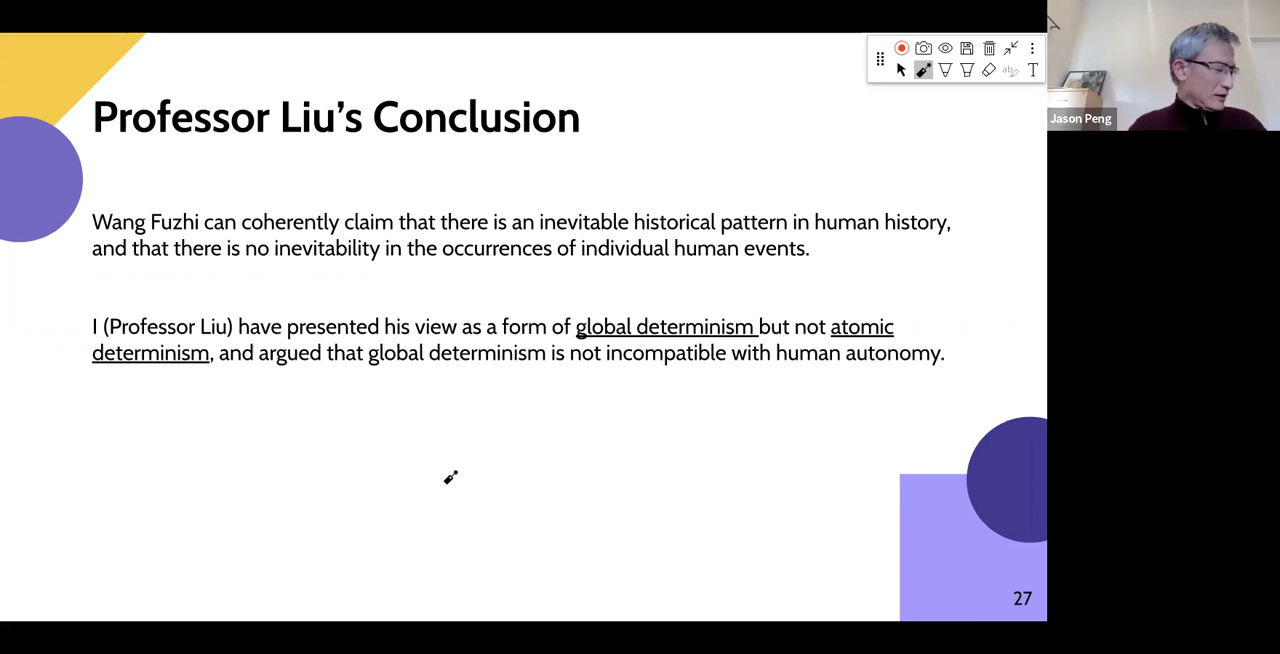 Professor Liu’s Conclusion
Wang Fuzhi can coherently claim that there is an inevitable historical pattern in human history,
and that there is no inevitability in the occurrences of individual human events.
I (Professor Liu) have presented his view as a form of global determinism but not atomic
determinism, and argued that global determinism is not incompatible with human autonomy.
27
ab
T
Jason Peng